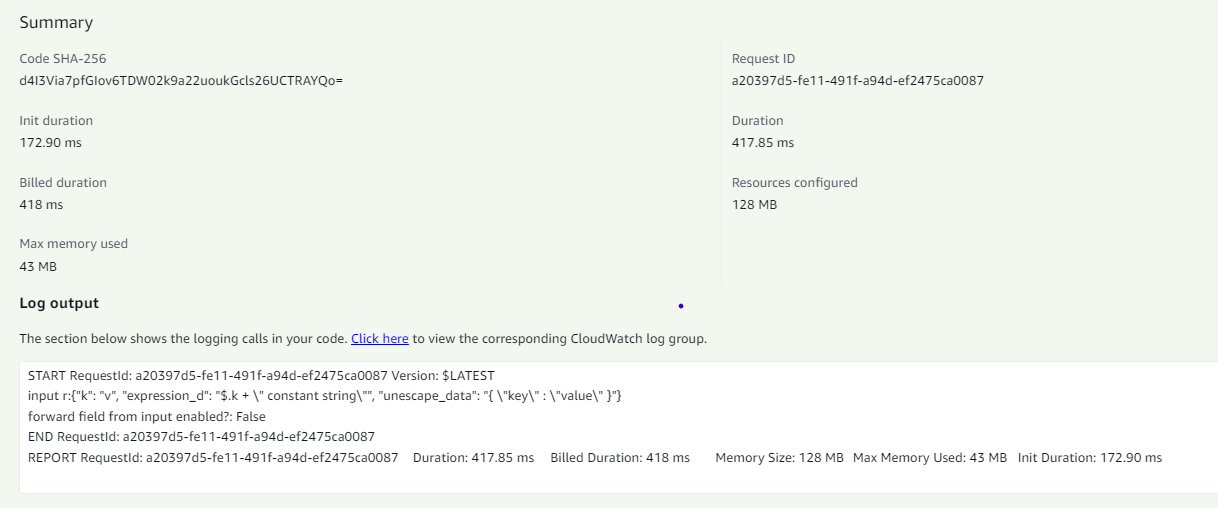 Summary
Code SHA-256
d4I3Via7pfGIov6TDW02k9a22uoukGcls26UCTRAYQo=
Request ID
a20397d5-fe11-491f-a94d-ef2475ca0087
Init duration
172.90 ms
Duration
417.85 ms
Billed duration
418 ms
Resources configured
128 MB
Max memory used
43 MB
Log output
The section below shows the logging calls in your code. Click here to view the corresponding CloudWatch log group.
START RequestId: a20397d5-fe11-491f-a94d-ef2475ca0087 Version: $LATEST
input r:{"k": "v", "expression_d": "$.k + \" constant string\"", "unescape_data": "{ \"key\" : \"value\" }"}
forward field from input enabled?: False
END RequestId: a20397d5-fe11-491f-a94d-ef2475ca0087
REPORT RequestId: a20397d5-fe11-491f-a94d-ef2475ca0087 Duration: 417.85 ms Billed Duration: 418 ms Memory Size: 128 MB Max Memory Used: 43 MB Init Duration: 172.90 ms